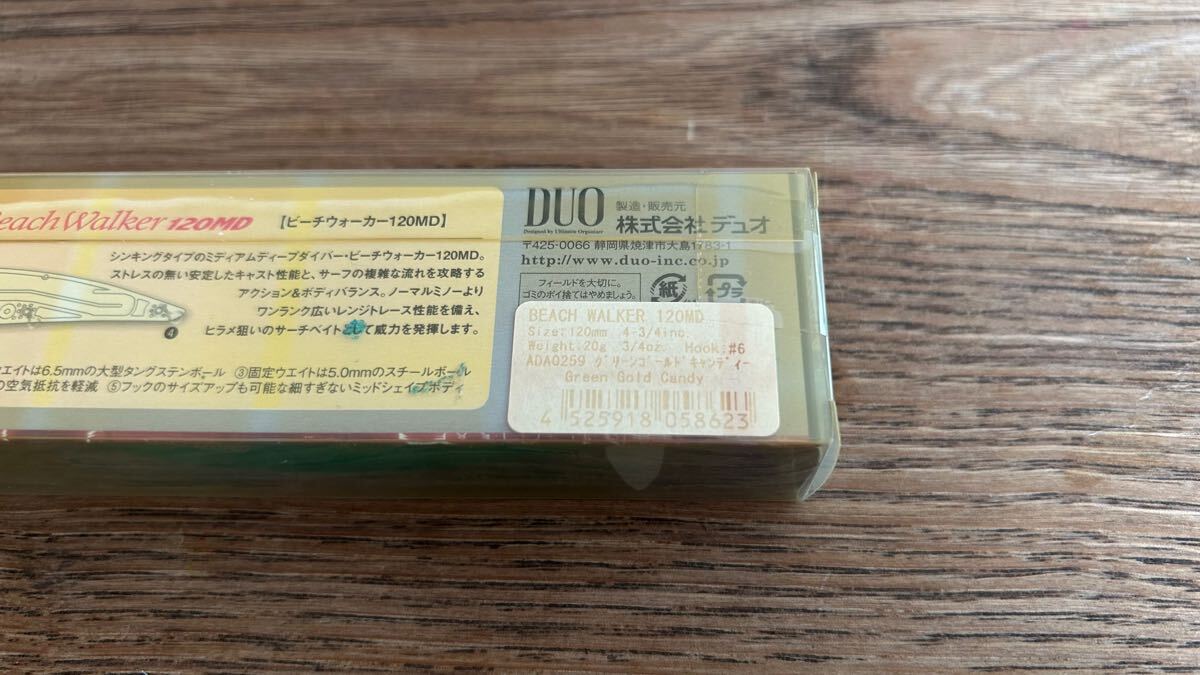 Beach Walker 120MD 【ビーチウォーカー120MD】
シンキングタイプのミディアムディープダイバー・ビーチウォーカー120MD。
ストレスの無い安定したキャスト性能と、サーフの複雑な流れを攻略する
アクション&ボディバランス。ノーマルミノーより
ワンランク広いレンジトレース性能を備え、
ヒラメ狙いのサーチベイトとして威力を発揮します。
④
ウエイトは6.5mmの大型タングステンボール ③固定ウエイトは5.0mmのスチールボール
の空気抵抗を軽減 ⑤フックのサイズアップも可能な細すぎないミッドシェイプボディ
DUO
Designed by Ultimate Organizer
製造・販売元
株式会社デュオ
〒425-0066 静岡県焼津市大島1783-1
http://www.duo-inc.co.jp
フィールドを大切に。
ゴミのポイ捨てはやめましょう。
紙
プラ
BEACH WALKER 120MD
Size:120mm 4-3/4inc.
Weight:20g 3/4oz. Hook:#6
ADA0259 グリーンゴールドキャンディー
Green Gold Candy
4 525918 058623